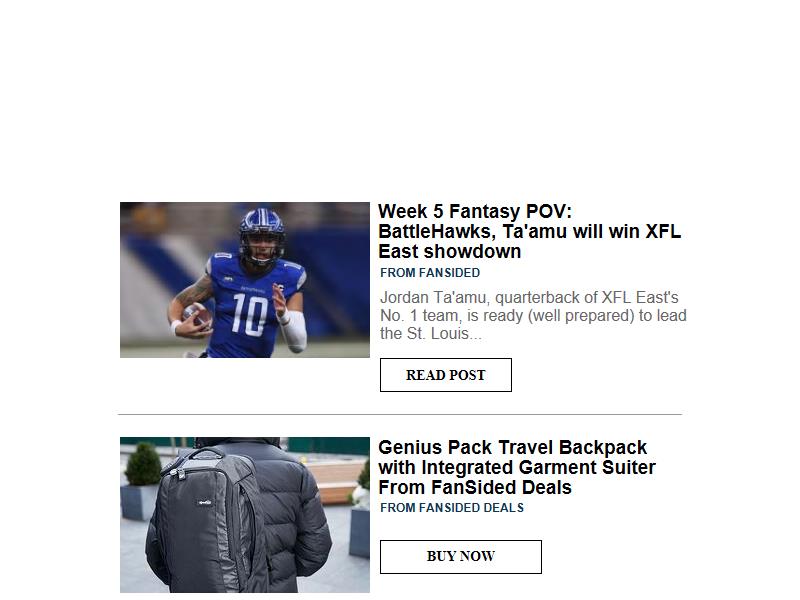 Week 5 Fantasy POV:
BattleHawks, Ta'amu will win XFL
East showdown
FROM FANSIDED
Jordan Ta'amu, quarterback of XFL East's
No. 1 team, is ready (well prepared) to lead
the St. Louis...
READ POST
10
Genius Pack Travel Backpack
with Integrated Garment Suiter
From FanSided Deals
FROM FANSIDED DEALS
BUY NOW